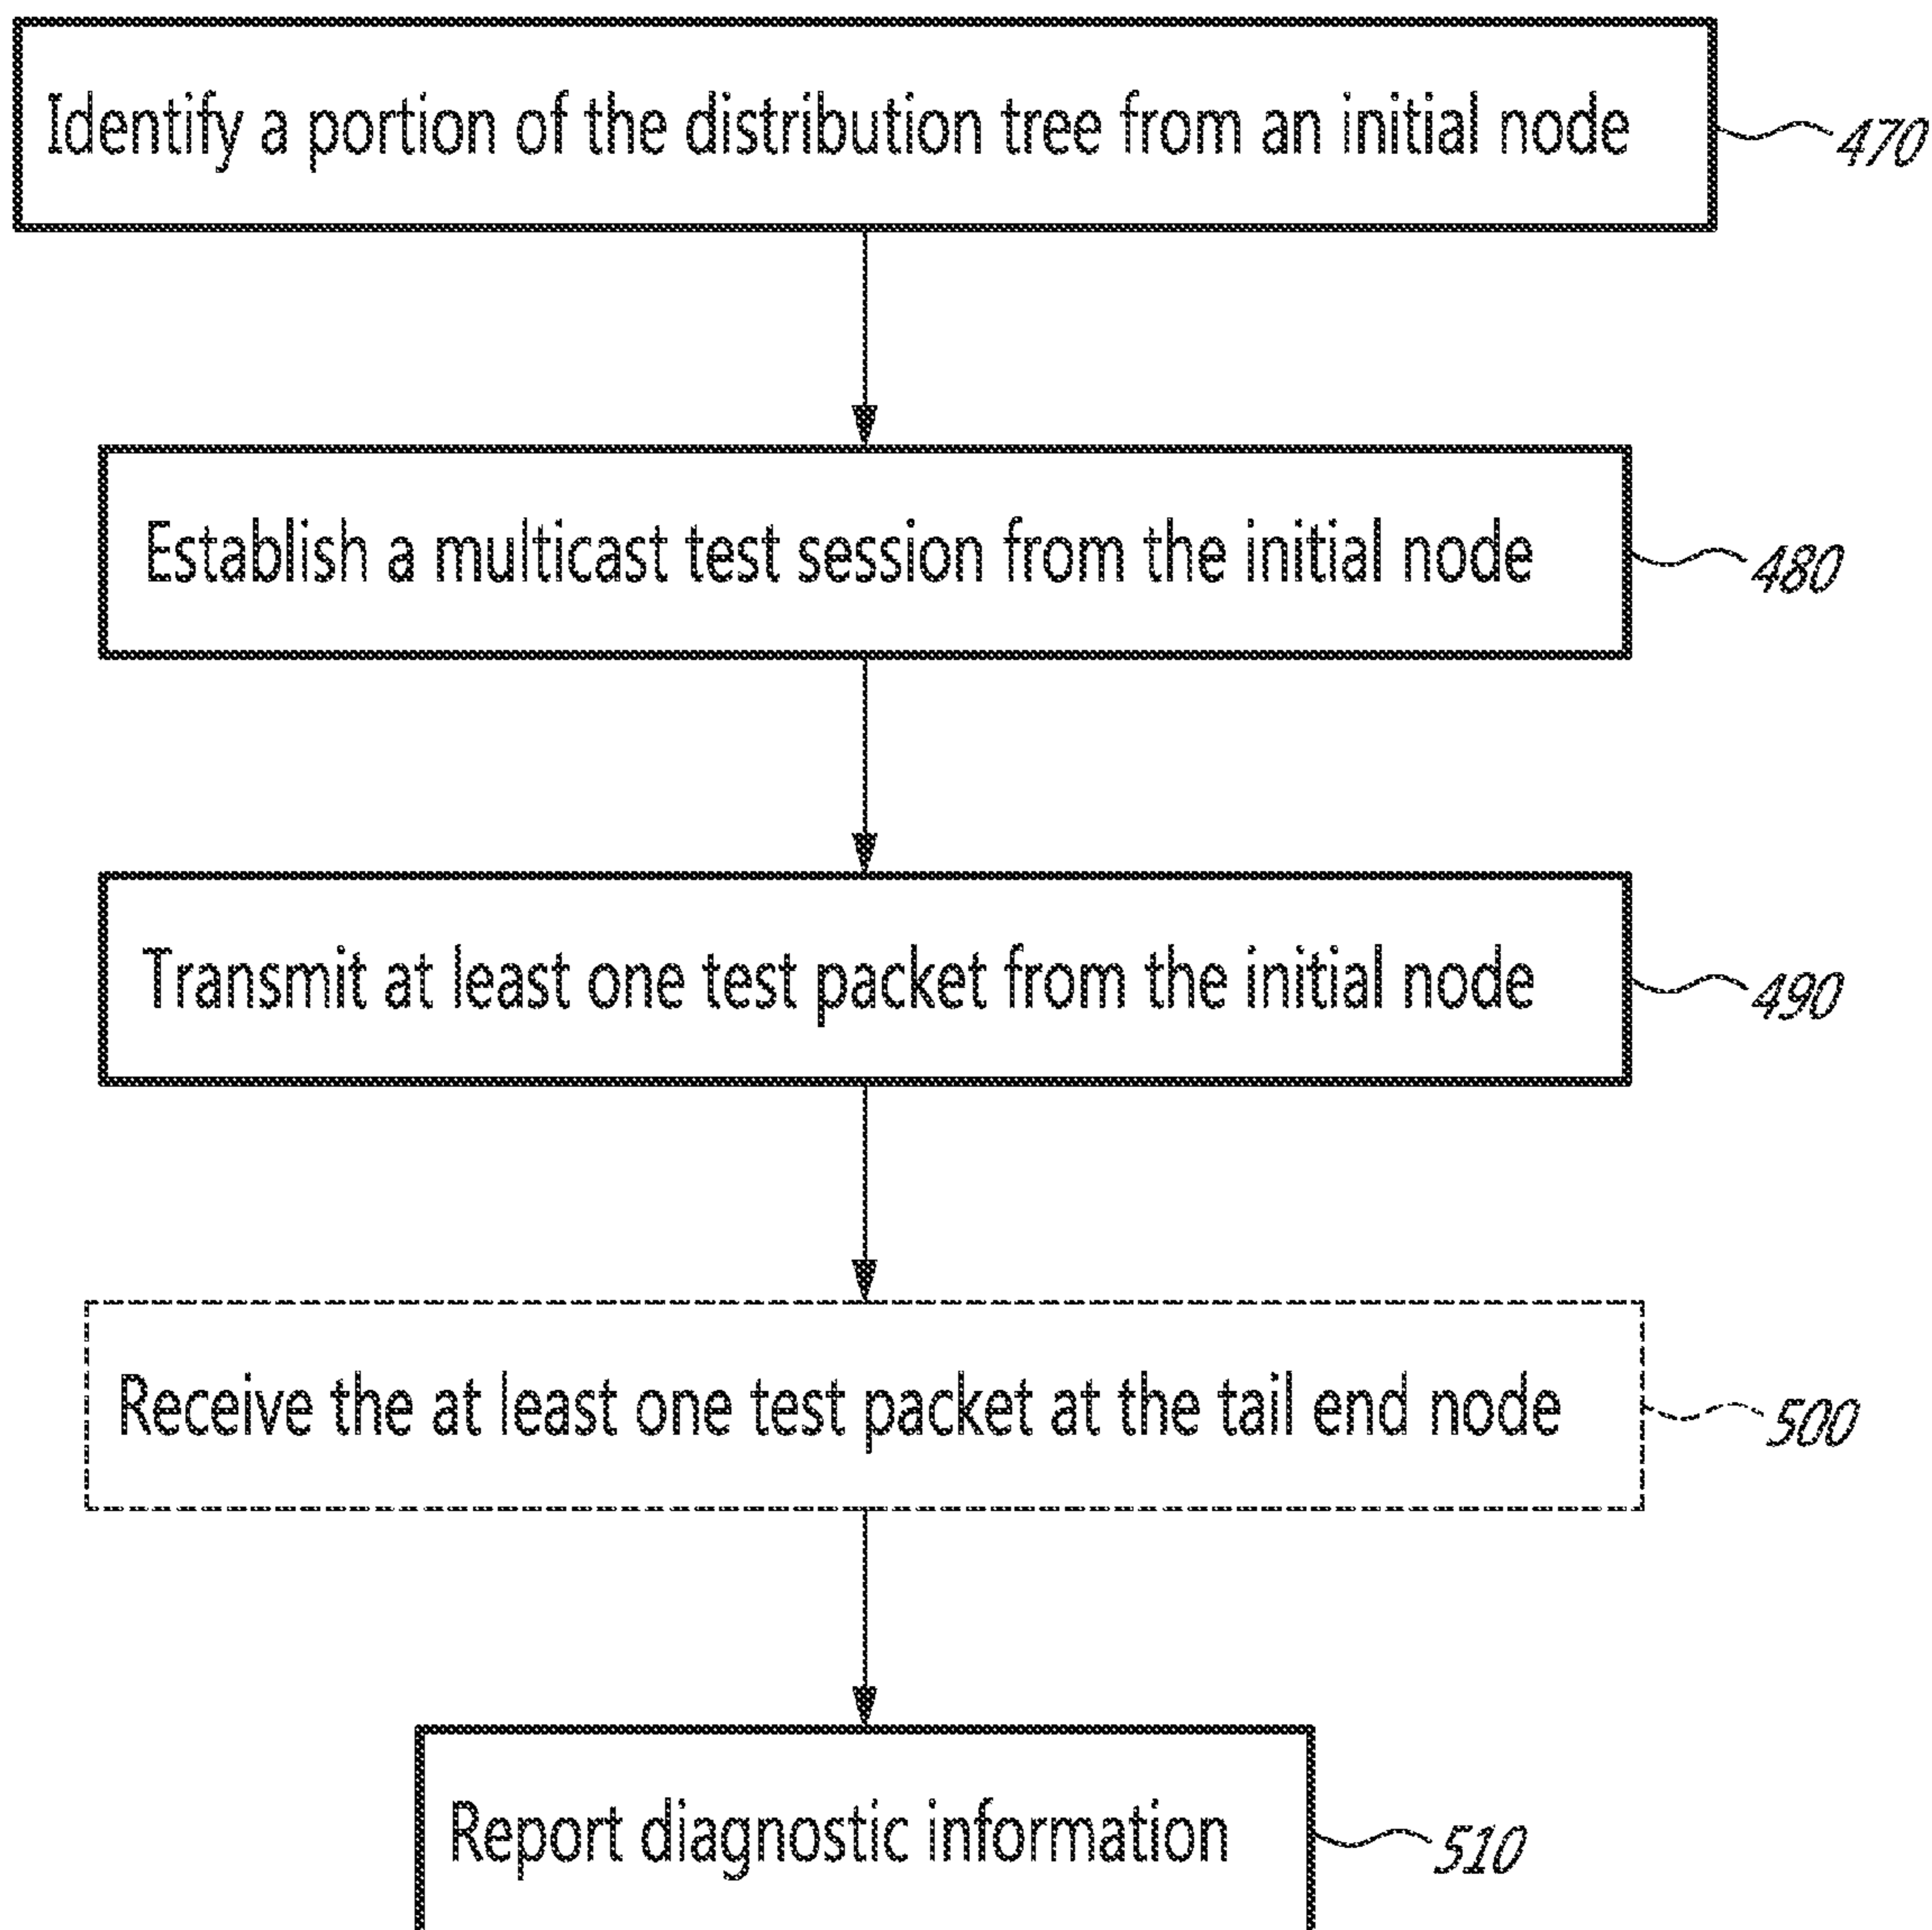 Identify a portion of the distribution tree from an initial node
470
Establish a multicast test session from the initial node
480
Transmit at least one test packet from the initial node
490
Receive the at least one test packet at the tail end node
500
Report diagnostic information
510